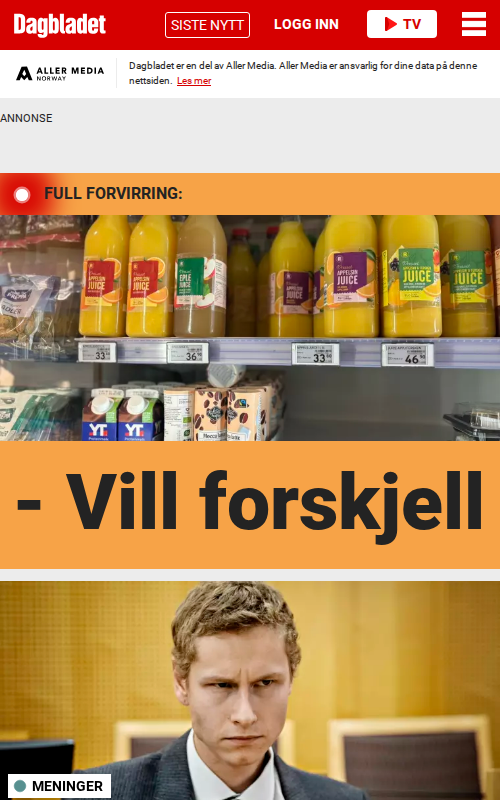 Dagbladet
SISTE NYTT
LOGG INN
TV
ALLER MEDIA
NORWAY
Dagbladet er en del av Aller Media. Aller Media er ansvarlig for dine data på denne
nettsiden. Les mer
ANNONSE
FULL FORVIRRING:
APPELSIN
JUICE
APPELSIN
JUICE
EPLE
JUICE
APPELSIN
JUICE
APPELSIN
JUICE
JUICE
JUICE
33
36
33
46
YT
YT
- Vill forskjell
MENINGER